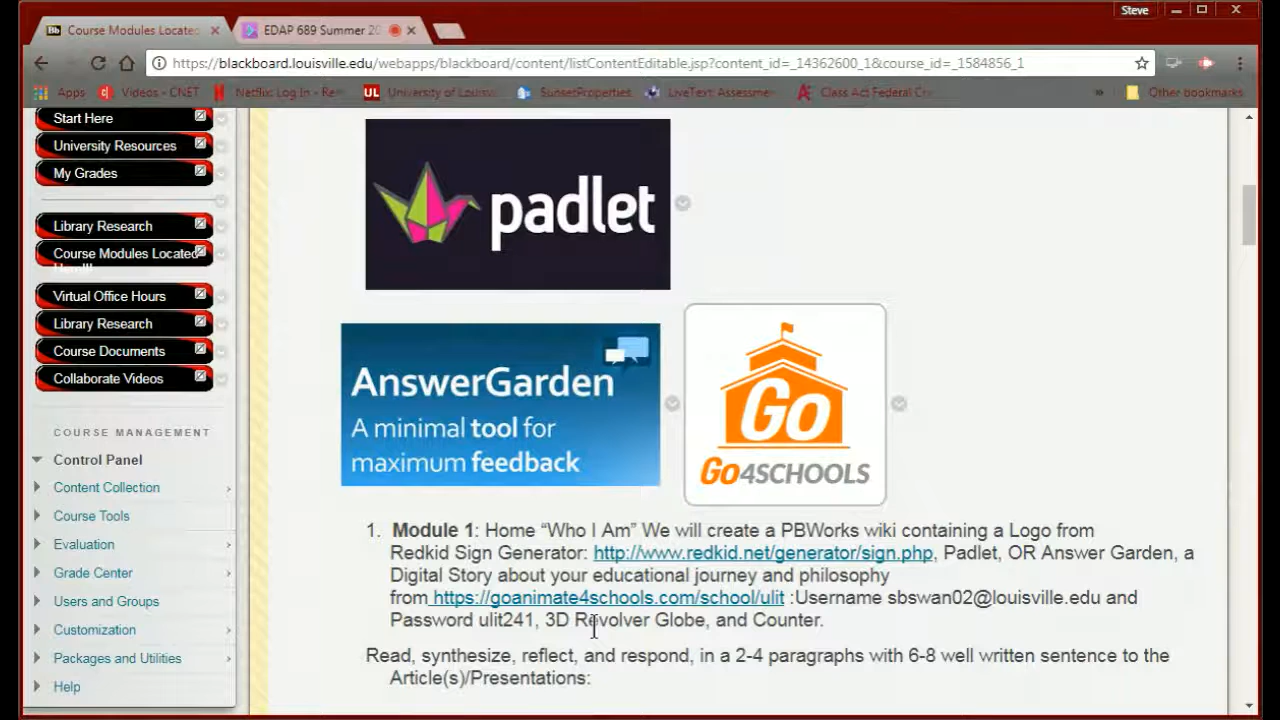 Steve
Bb Course Modules Locate
EDAP 689 Summer 20
https://blackboard.louisville.edu/webapps/blackboard/content/listContentEditable.jsp?content_id=_14362600_1&course_id=_1584856_1
Apps
Videos - CNET
Netflix Log In - Re
UL University of Louisv
SunsetProperties
LiveText: Assessme
Class Act Federal Cr
»
Other bookmarks
Start Here
University Resources
My Grades
Library Research
Course Modules Located
Here!!!
Virtual Office Hours
Library Research
Course Documents
Collaborate Videos
COURSE MANAGEMENT
Control Panel
Content Collection
Course Tools
Evaluation
Grade Center
Users and Groups
Customization
Packages and Utilities
Help
padlet
AnswerGarden
A minimal tool for
maximum feedback
Go
Go4SCHOOLS
1. Module 1: Home “Who I Am” We will create a PBWorks wiki containing a Logo from
Redkid Sign Generator: http://www.redkid.net/generator/sign.php, Padlet, OR Answer Garden, a
Digital Story about your educational journey and philosophy
from https://goanimate4schools.com/school/ulit :Username sbswan02@louisville.edu and
Password ulit241, 3D Revolver Globe, and Counter.
Read, synthesize, reflect, and respond, in a 2-4 paragraphs with 6-8 well written sentence to the
Article(s)/Presentations: